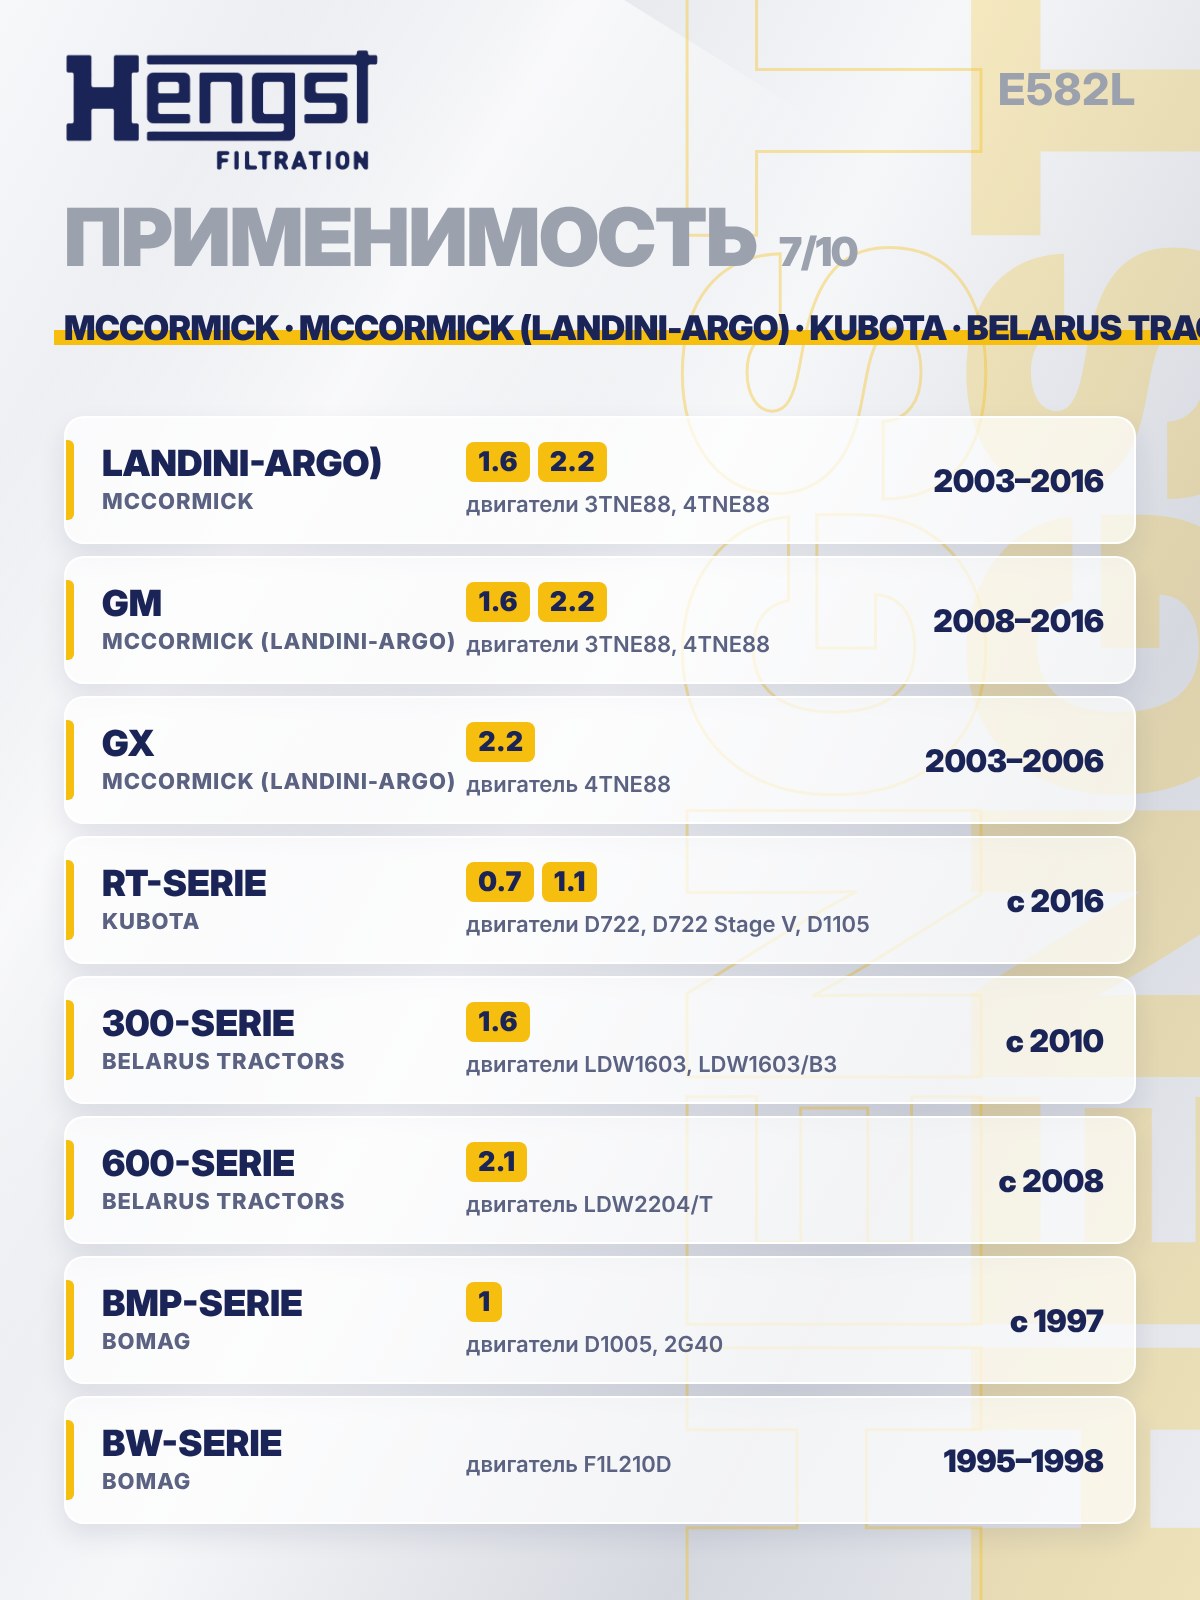 Hengst
FILTRATION
E582L
ПРИМЕНИМОСТЬ 7/10
MCCORMICK · MCCORMICK (LANDINI-ARGO) · KUBOTA · BELARUS
LANDINI-ARGO)
MCCORMICK
1.6 2.2
двигатели 3TNE88, 4TNE88
2003–2016
GM
MCCORMICK (LANDINI-ARGO)
1.6 2.2
двигатели 3TNE88, 4TNE88
2008–2016
GX
MCCORMICK (LANDINI-ARGO)
2.2
двигатель 4TNE88
2003–2006
RT-SERIE
KUBOTA
0.7 1.1
двигатели D722, D722 Stage V, D1105
с 2016
300-SERIE
BELARUS TRACTORS
1.6
двигатели LDW1603, LDW1603/B3
с 2010
600-SERIE
BELARUS TRACTORS
2.1
двигатель LDW2204/T
с 2008
BMP-SERIE
BOMAG
1
двигатели D1005, 2G40
с 1997
BW-SERIE
BOMAG
двигатель F1L210D
1995–1998